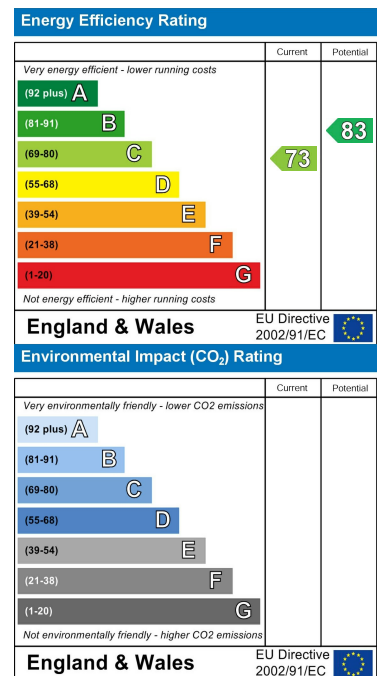 Energy Efficiency Rating
Current Potential
Very energy efficient - lower running costs
(92 plus) A
(81-91) B
83
(69-80) C
73
(55-68) D
(39-54) E
(21-38) F
(1-20) G
Not energy efficient - higher running costs
England & Wales
EU Directive
2002/91/EC
Environmental Impact (CO₂) Rating
Current Potential
Very environmentally friendly - lower CO2 emissions
(92 plus) A
(81-91) B
(69-80) C
(55-68) D
(39-54) E
(21-38) F
(1-20) G
Not environmentally friendly - higher CO2 emissions
England & Wales
EU Directive
2002/91/EC